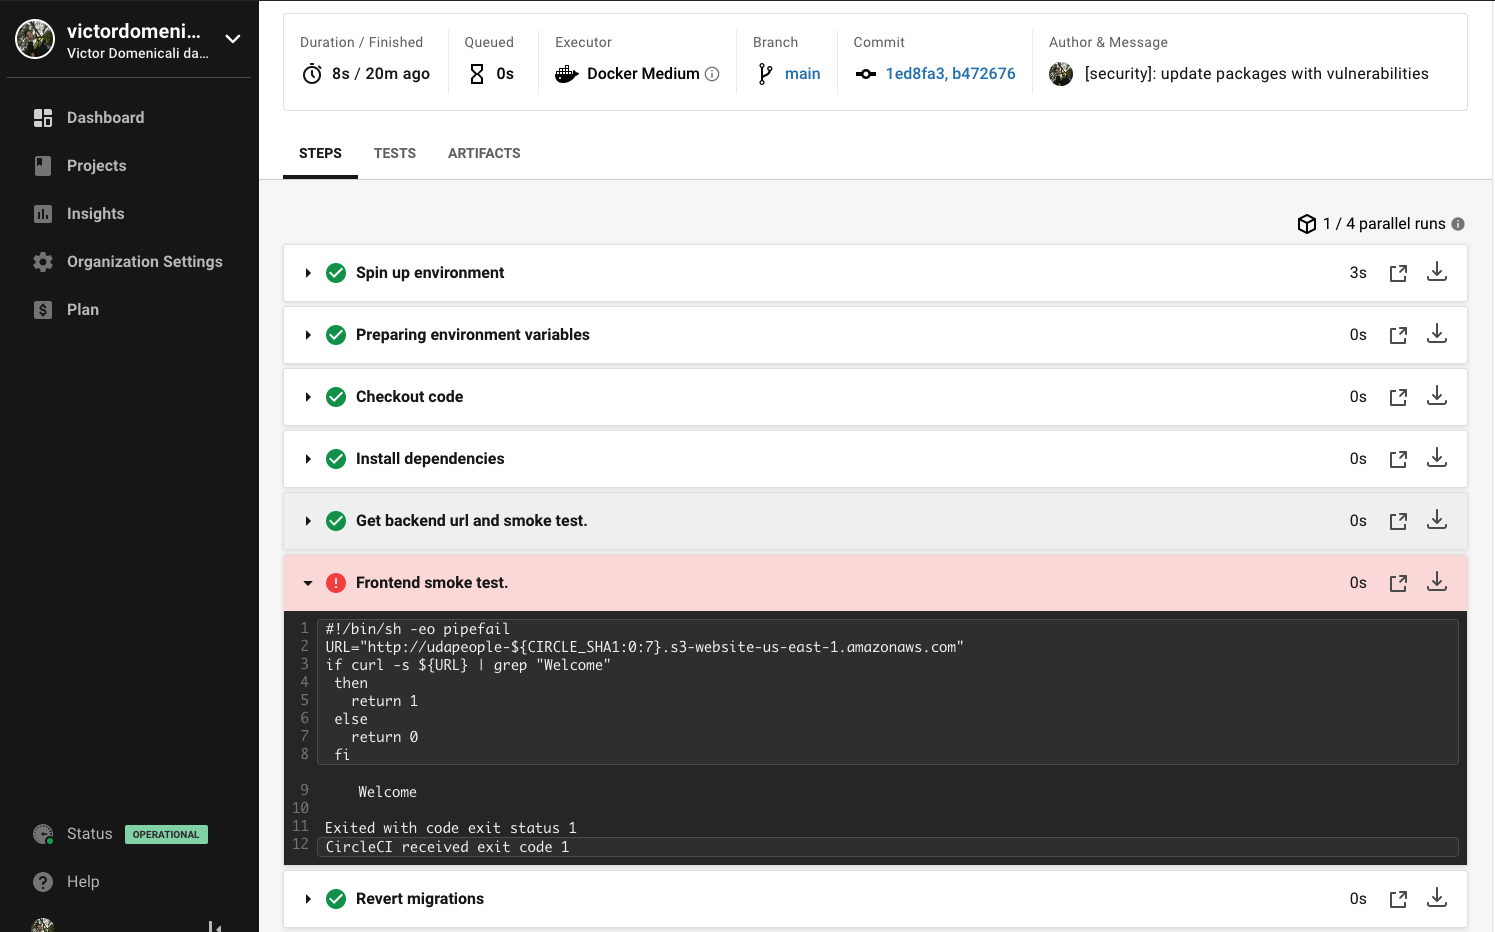 victordomeni...
Victor Domenicali da...
Dashboard
Projects
Insights
Organization Settings
Plan
Status OPERATIONAL
Help
Duration / Finished
8s / 20m ago
Queued
0s
Executor
Docker Medium
Branch
main
Commit
1ed8fa3, b472676
Author & Message
[security]: update packages with vulnerabilities
STEPS TESTS ARTIFACTS
1 / 4 parallel runs
Spin up environment 3s
Preparing environment variables 0s
Checkout code 0s
Install dependencies 0s
Get backend url and smoke test. 0s
Frontend smoke test. 0s
1 #!/bin/sh -eo pipefail
2 URL="http://udapeople-${CIRCLE_SHA1:0:7}.s3-website-us-east-1.amazonaws.com"
3 if curl -s ${URL} | grep "Welcome"
4 then
5 return 1
6 else
7 return 0
8 fi
9 Welcome
10
11 Exited with code exit status 1
12 CircleCI received exit code 1
Revert migrations 0s